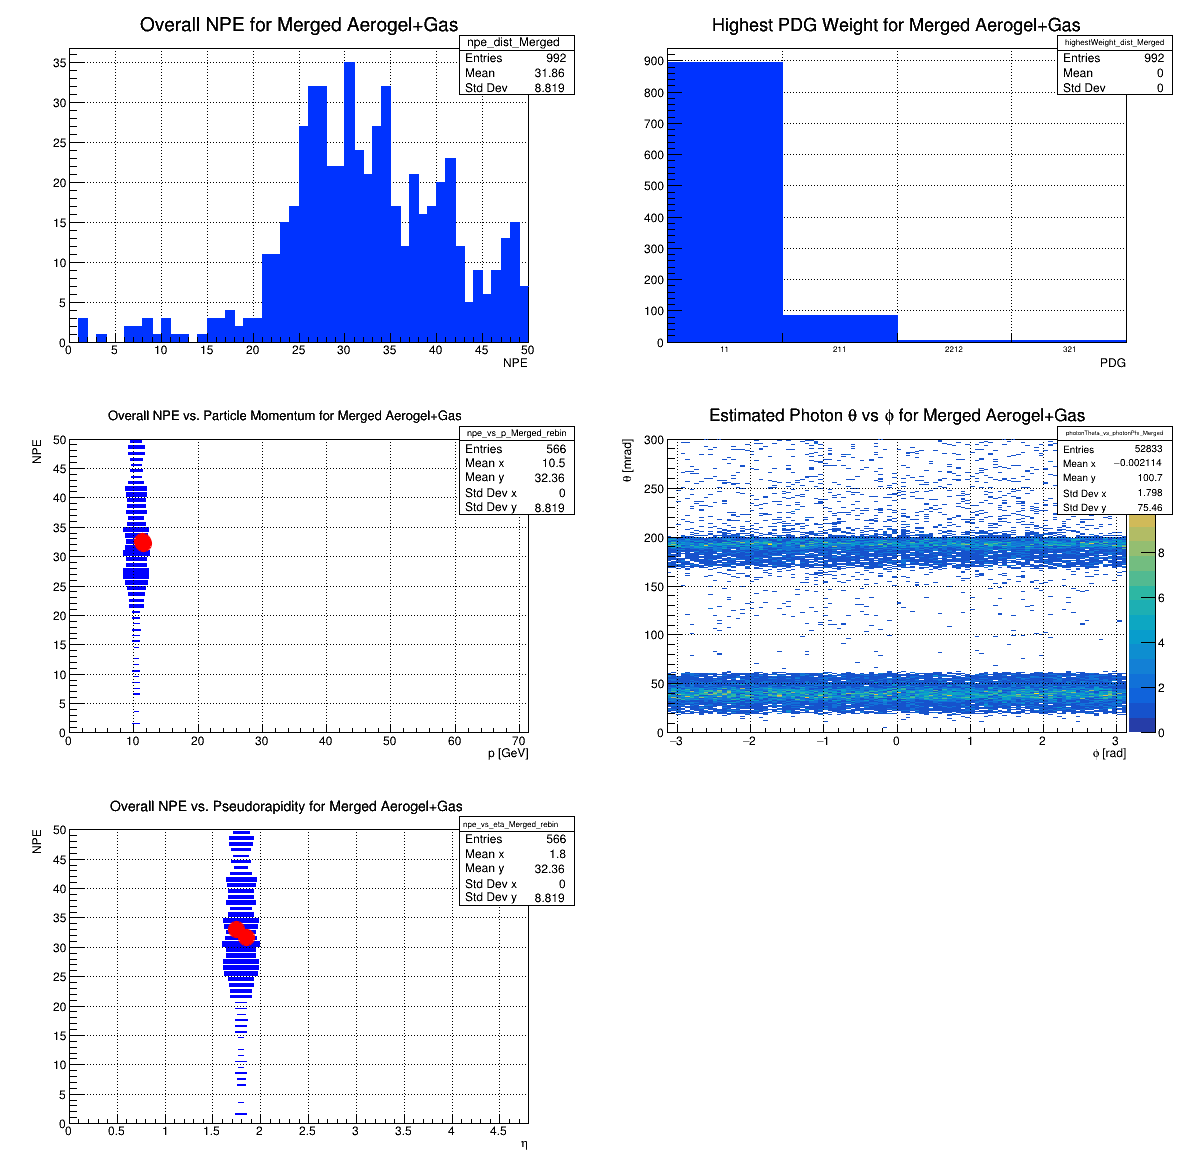 Overall NPE for Merged Aerogel+Gas
npe_dist_Merged
Entries 992
Mean 31.86
Std Dev 8.819
35
30
25
20
15
10
5
0
0 5 10 15 20 25 30 35 40 45 50
NPE
Highest PDG Weight for Merged Aerogel+Gas
highestWeight_dist_Merged
Entries 992
Mean 0
Std Dev 0
900
800
700
600
500
400
300
200
100
0
11 211 2212 321
PDG
Overall NPE vs. Particle Momentum for Merged Aerogel+Gas
npe_vs_p_Merged_rebin
Entries 566
Mean x 10.5
Mean y 32.36
Std Dev x 0
Std Dev y 8.819
NPE
50
45
40
35
30
25
20
15
10
5
0
0 10 20 30 40 50 60 70
p [GeV]
Estimated Photon θ vs ϕ for Merged Aerogel+Gas
photonTheta_vs_photonPhi_Merged
Entries 52833
Mean x −0.002114
Mean y 100.7
Std Dev x 1.798
Std Dev y 75.46
θ [mrad]
300
250
200
150
100
50
0
−3 −2 −1 0 1 2 3
ϕ [rad]
8
6
4
2
0
Overall NPE vs. Pseudorapidity for Merged Aerogel+Gas
npe_vs_eta_Merged_rebin
Entries 566
Mean x 1.8
Mean y 32.36
Std Dev x 0
Std Dev y 8.819
NPE
50
45
40
35
30
25
20
15
10
5
0
0 0.5 1 1.5 2 2.5 3 3.5 4 4.5
η